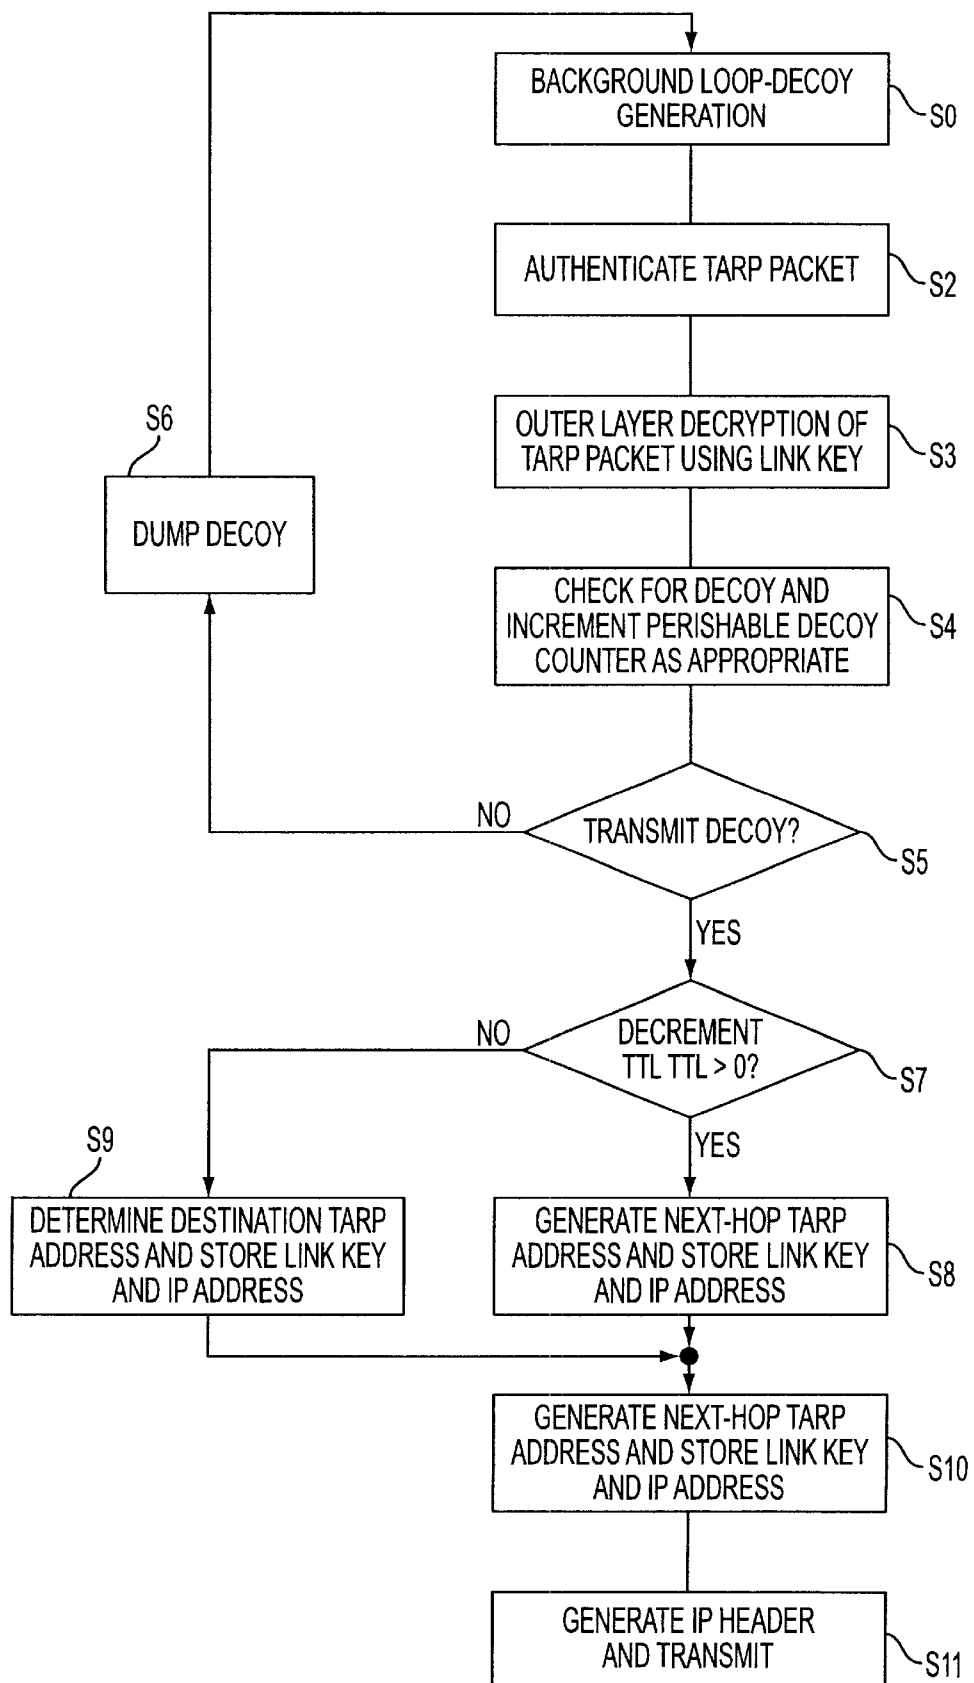 BACKGROUND LOOP-DECOY
GENERATION
S0
AUTHENTICATE TARP PACKET
S2
OUTER LAYER DECRYPTION OF
TARP PACKET USING LINK KEY
S3
S6
DUMP DECOY
CHECK FOR DECOY AND
INCREMENT PERISHABLE DECOY
COUNTER AS APPROPRIATE
S4
NO
TRANSMIT DECOY?
S5
YES
NO
DECREMENT
TTL TTL > 0?
S7
YES
S9
DETERMINE DESTINATION TARP
ADDRESS AND STORE LINK KEY
AND IP ADDRESS
GENERATE NEXT-HOP TARP
ADDRESS AND STORE LINK KEY
AND IP ADDRESS
S8
GENERATE NEXT-HOP TARP
ADDRESS AND STORE LINK KEY
AND IP ADDRESS
S10
GENERATE IP HEADER
AND TRANSMIT
S11